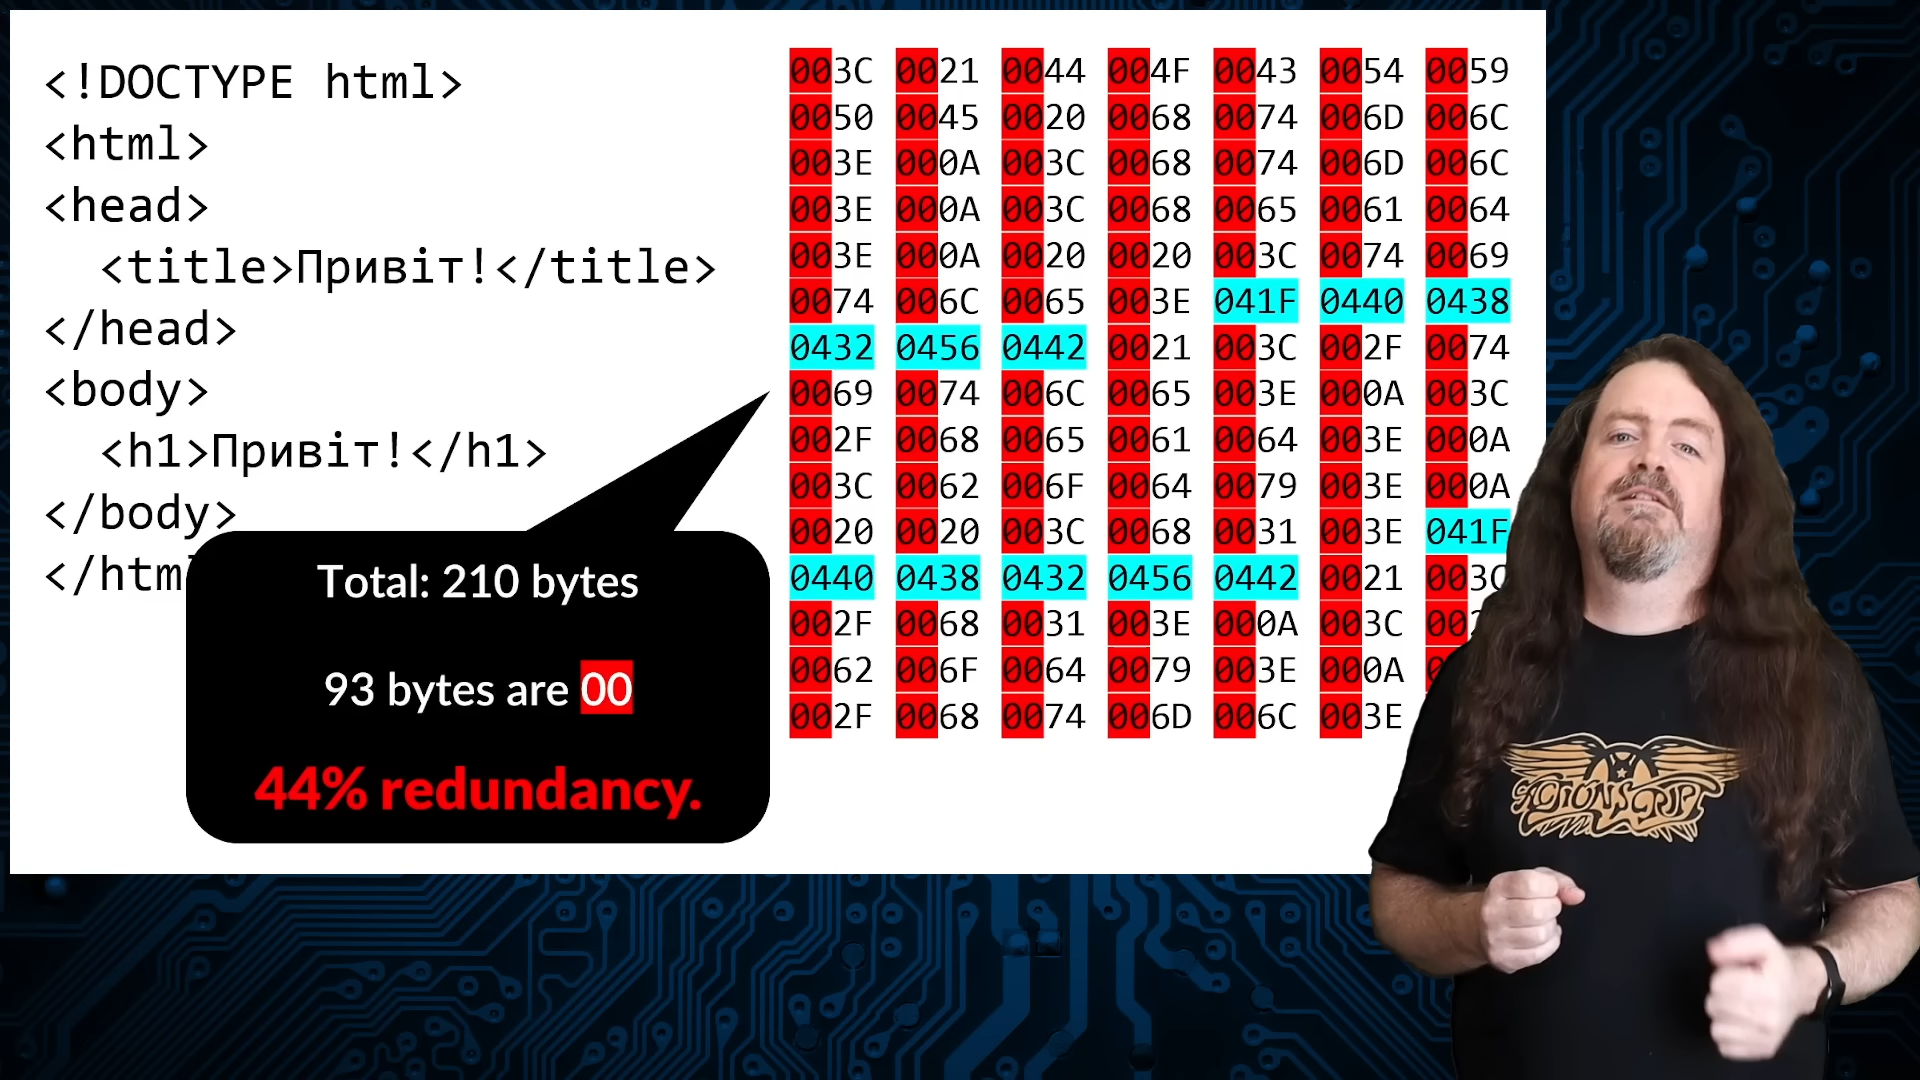 <!DOCTYPE html>
<html>
<head>
  <title>Привіт!</title>
</head>
<body>
  <h1>Привіт!</h1>
</body>
</htm
003C 0021 0044 004F 0043 0054 0059
0050 0045 0020 0068 0074 006D 006C
003E 000A 003C 0068 0074 006D 006C
003E 000A 003C 0068 0065 0061 0064
003E 000A 0020 0020 003C 0074 0069
0074 006C 0065 003E 041F 0440 0438
0432 0456 0442 0021 003C 002F 0074
0069 0074 006C 0065 003E 000A 003C
002F 0068 0065 0061 0064 003E 000A
003C 0062 006F 0064 0079 003E 000A
0020 0020 003C 0068 0031 003E 041F
0440 0438 0432 0456 0442 0021 003C
002F 0068 0031 003E 000A 003C 00
0062 006F 0064 0079 003E 000A
002F 0068 0074 006D 006C 003E
Total: 210 bytes
93 bytes are 00
44% redundancy.
ACTIONSCRIPT